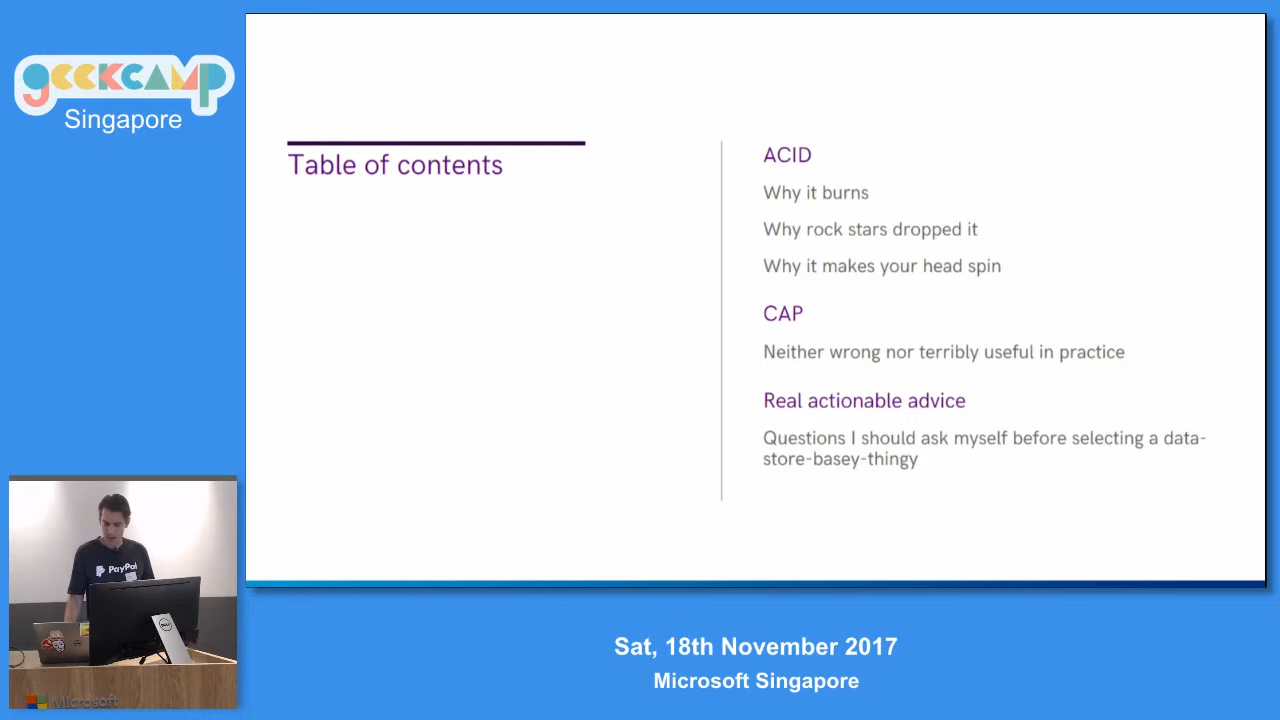 geekcamp
Singapore
Table of contents
ACID
Why it burns
Why rock stars dropped it
Why it makes your head spin
CAP
Neither wrong nor terribly useful in practice
Real actionable advice
Questions I should ask myself before selecting a data-
store-basey-thingy
PayPal
DELL
Microsoft
Sat, 18th November 2017
Microsoft Singapore